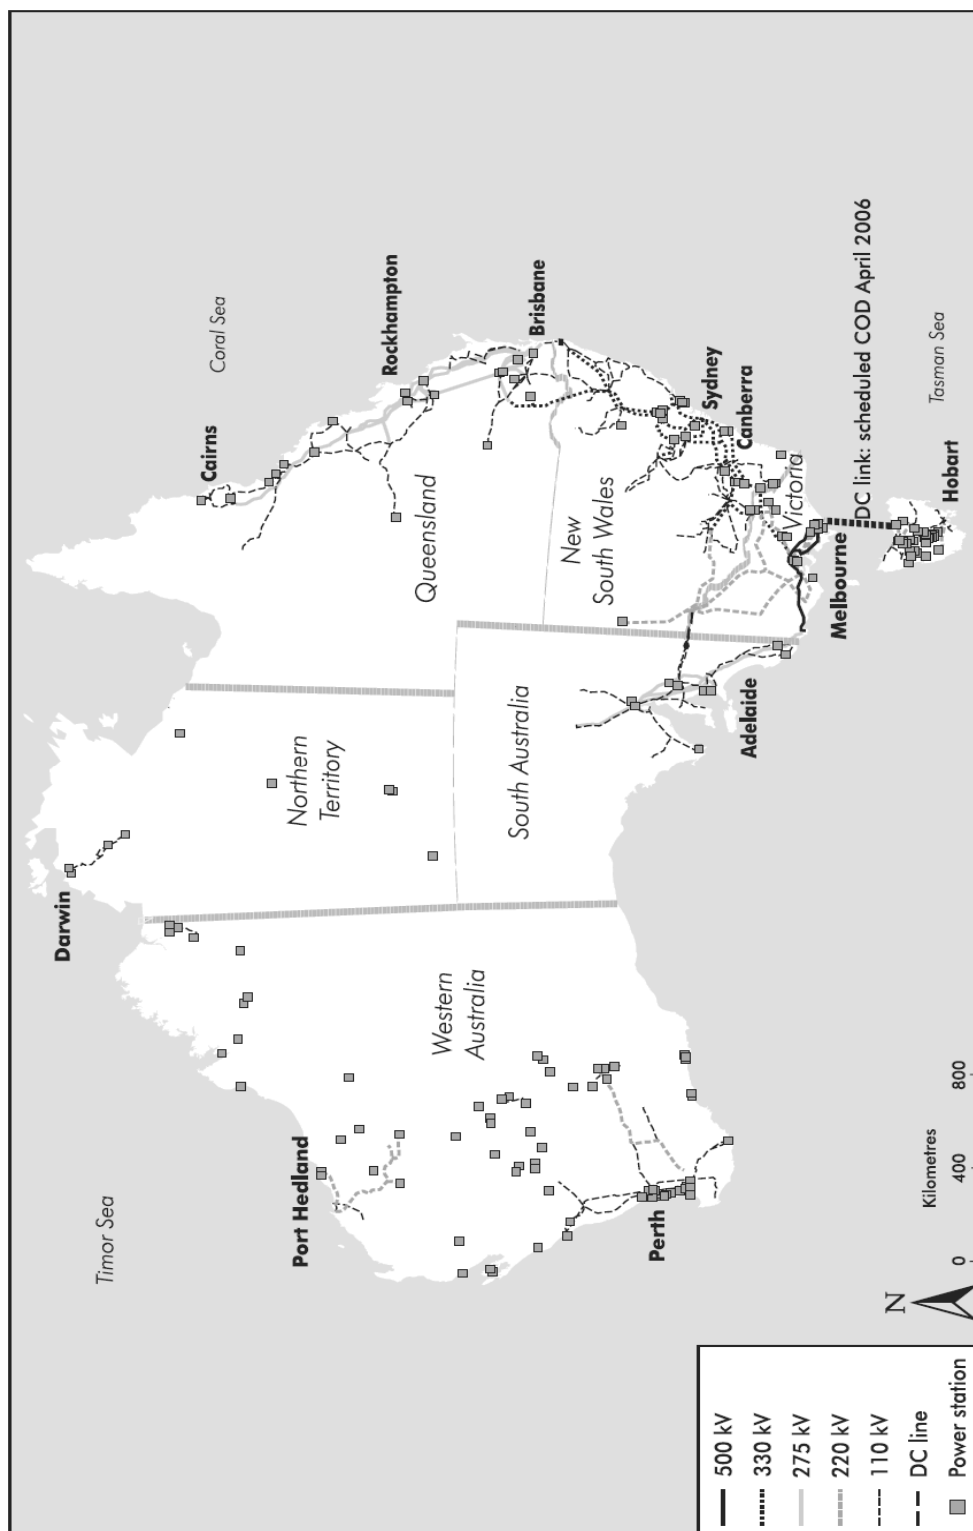 Timor Sea
Coral Sea
Tasman Sea
Darwin
Port Hedland
Perth
Cairns
Rockhampton
Brisbane
Sydney
Canberra
Melbourne
Adelaide
Hobart
Western
Australia
Northern
Territory
South Australia
Queensland
New
South Wales
Victoria
DC link: scheduled COD April 2006
500 kV
330 kV
275 kV
220 kV
110 kV
DC line
Power station
N
Kilometres
0 400 800